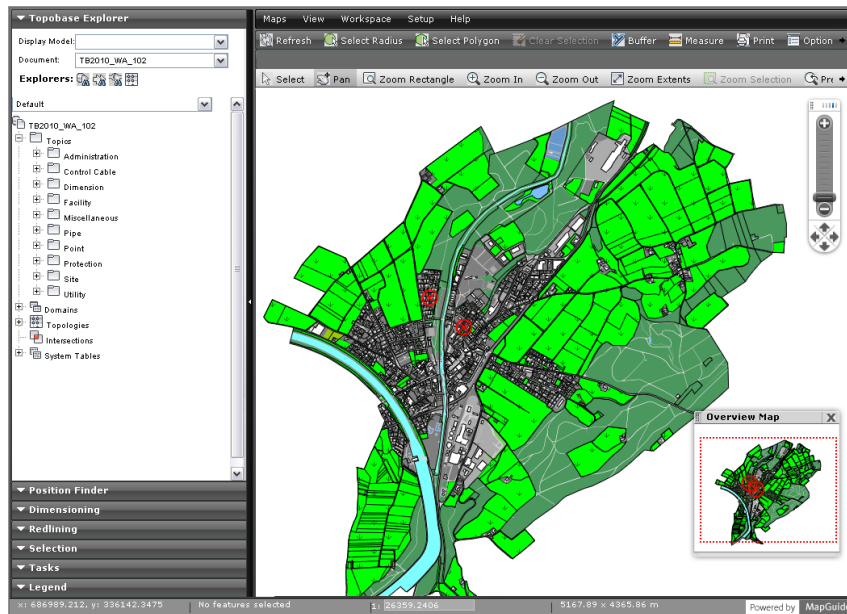 Topobase Explorer
Maps View Workspace Setup Help
Display Model:
Refresh Select Radius Select Polygon Clear Selection Buffer Measure Print Option
Document: TB2010_WA_102
Explorers:
Select Pan Zoom Rectangle Zoom In Zoom Out Zoom Extents Zoom Selection
Default
TB2010_WA_102
Topics
Administration
Control Cable
Dimension
Facility
Miscellaneous
Pipe
Point
Protection
Site
Utility
Domains
Topologies
Intersections
System Tables
Overview Map X
Position Finder
Dimensioning
Redlining
Selection
Tasks
Legend
x: 686989.212, y: 336142.3475 No features selected 1: 26359.2406 5167.89 x 4365.86 m Powered by MapGuide